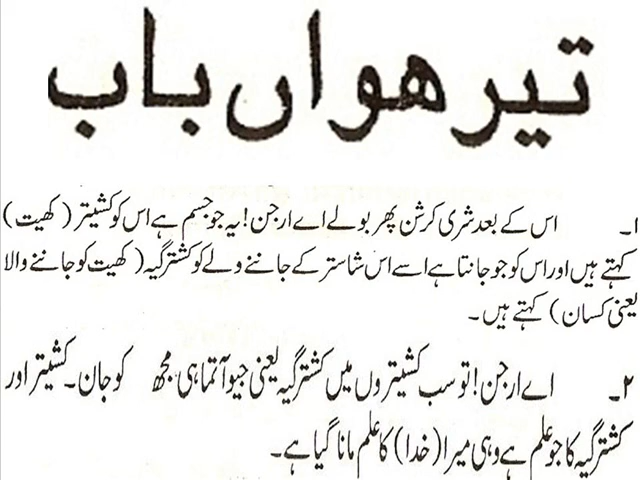 تیرھواں باب
۱۔ اس کے بعد شری کرشن پھر بولے اے ارجن! یہ جو جسم ہے اس کو کشیتر (کھیت)
کہتے ہیں اور اس کو جو جانتا ہے اسے اس شاستر کے جاننے والے کو کشترگیہ (کھیت کو جاننے والا
یعنی کسان) کہتے ہیں۔
۲۔ اے ارجن! تو سب کشیتروں میں کشترگیہ یعنی جیو آتما ہی مجھ کو جان۔ کشیتر اور
کشترگیہ کا جو علم ہے وہی میرا (خدا) کا علم مانا گیا ہے۔